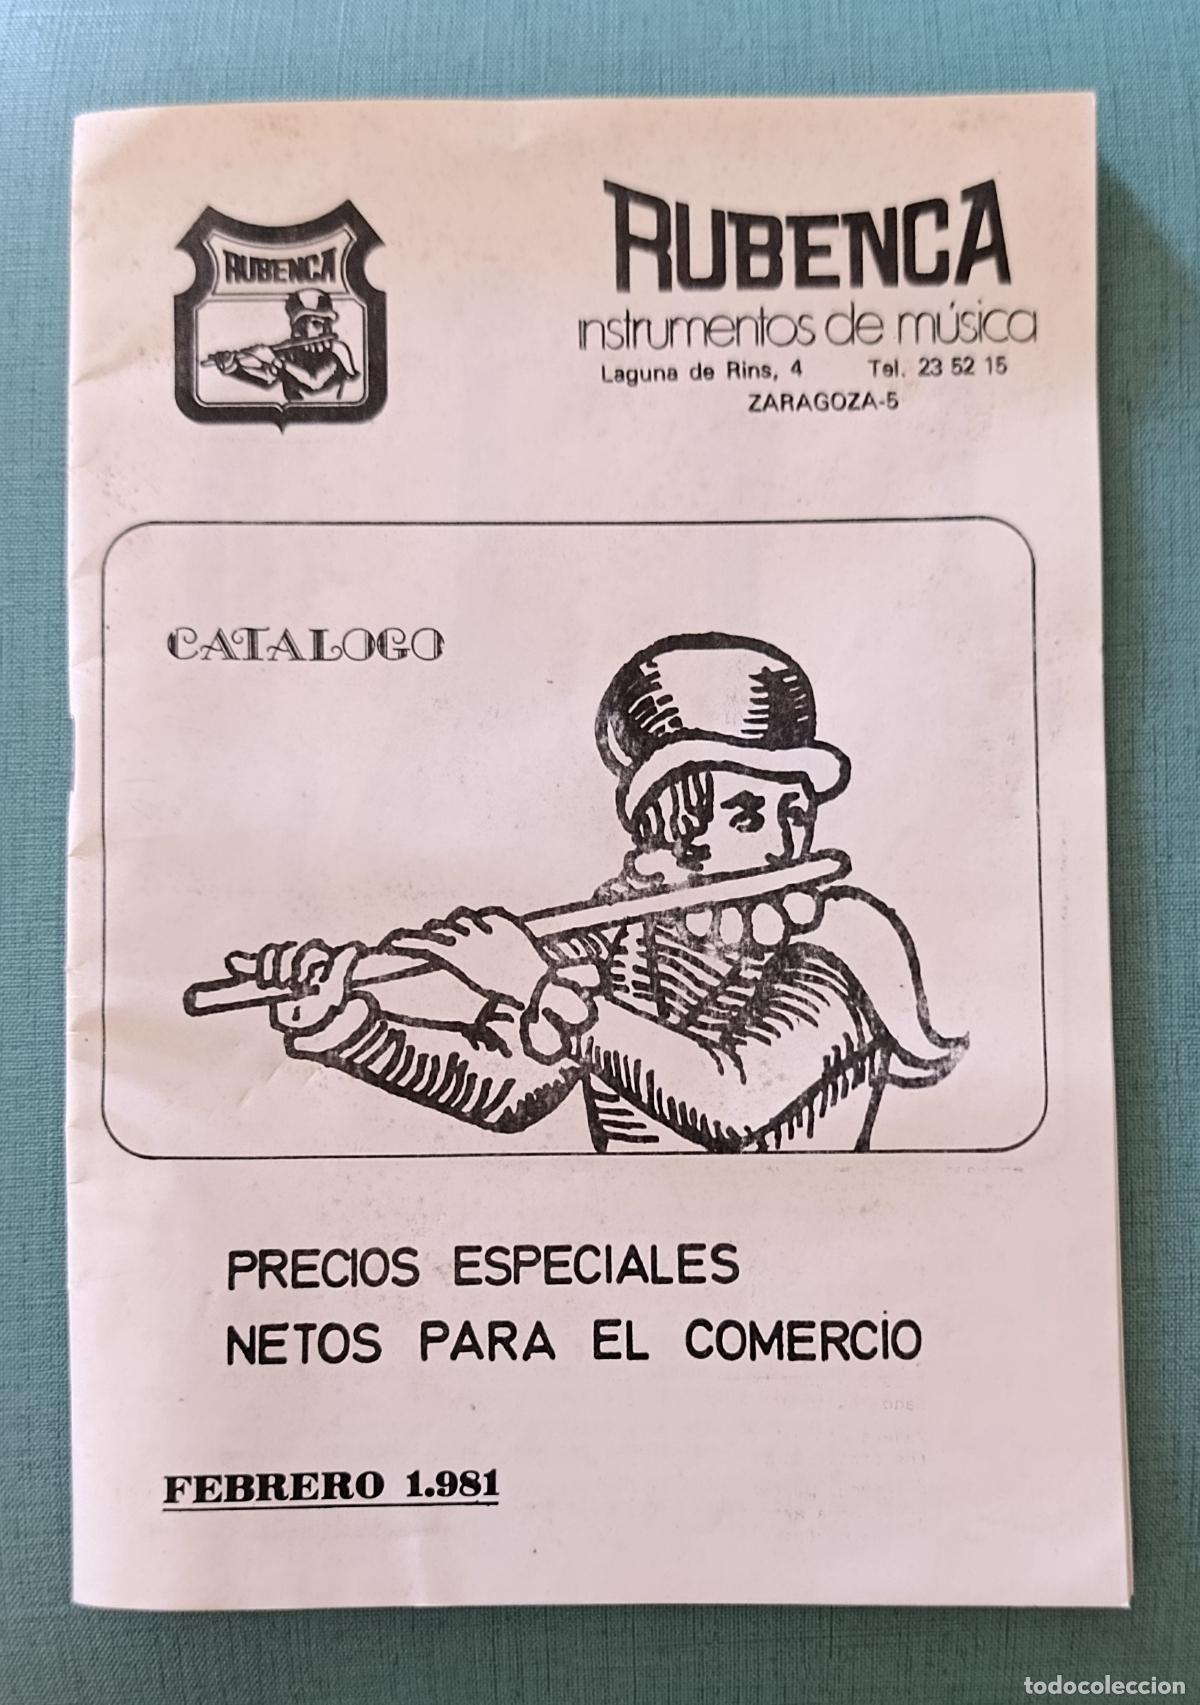 RUBENCA
RUBENCA
instrumentos de música
Laguna de Rins, 4 Tel. 23 52 15
ZARAGOZA-5
CATALOGO
PRECIOS ESPECIALES
NETOS PARA EL COMERCIO
FEBRERO 1.981
todocoleccion